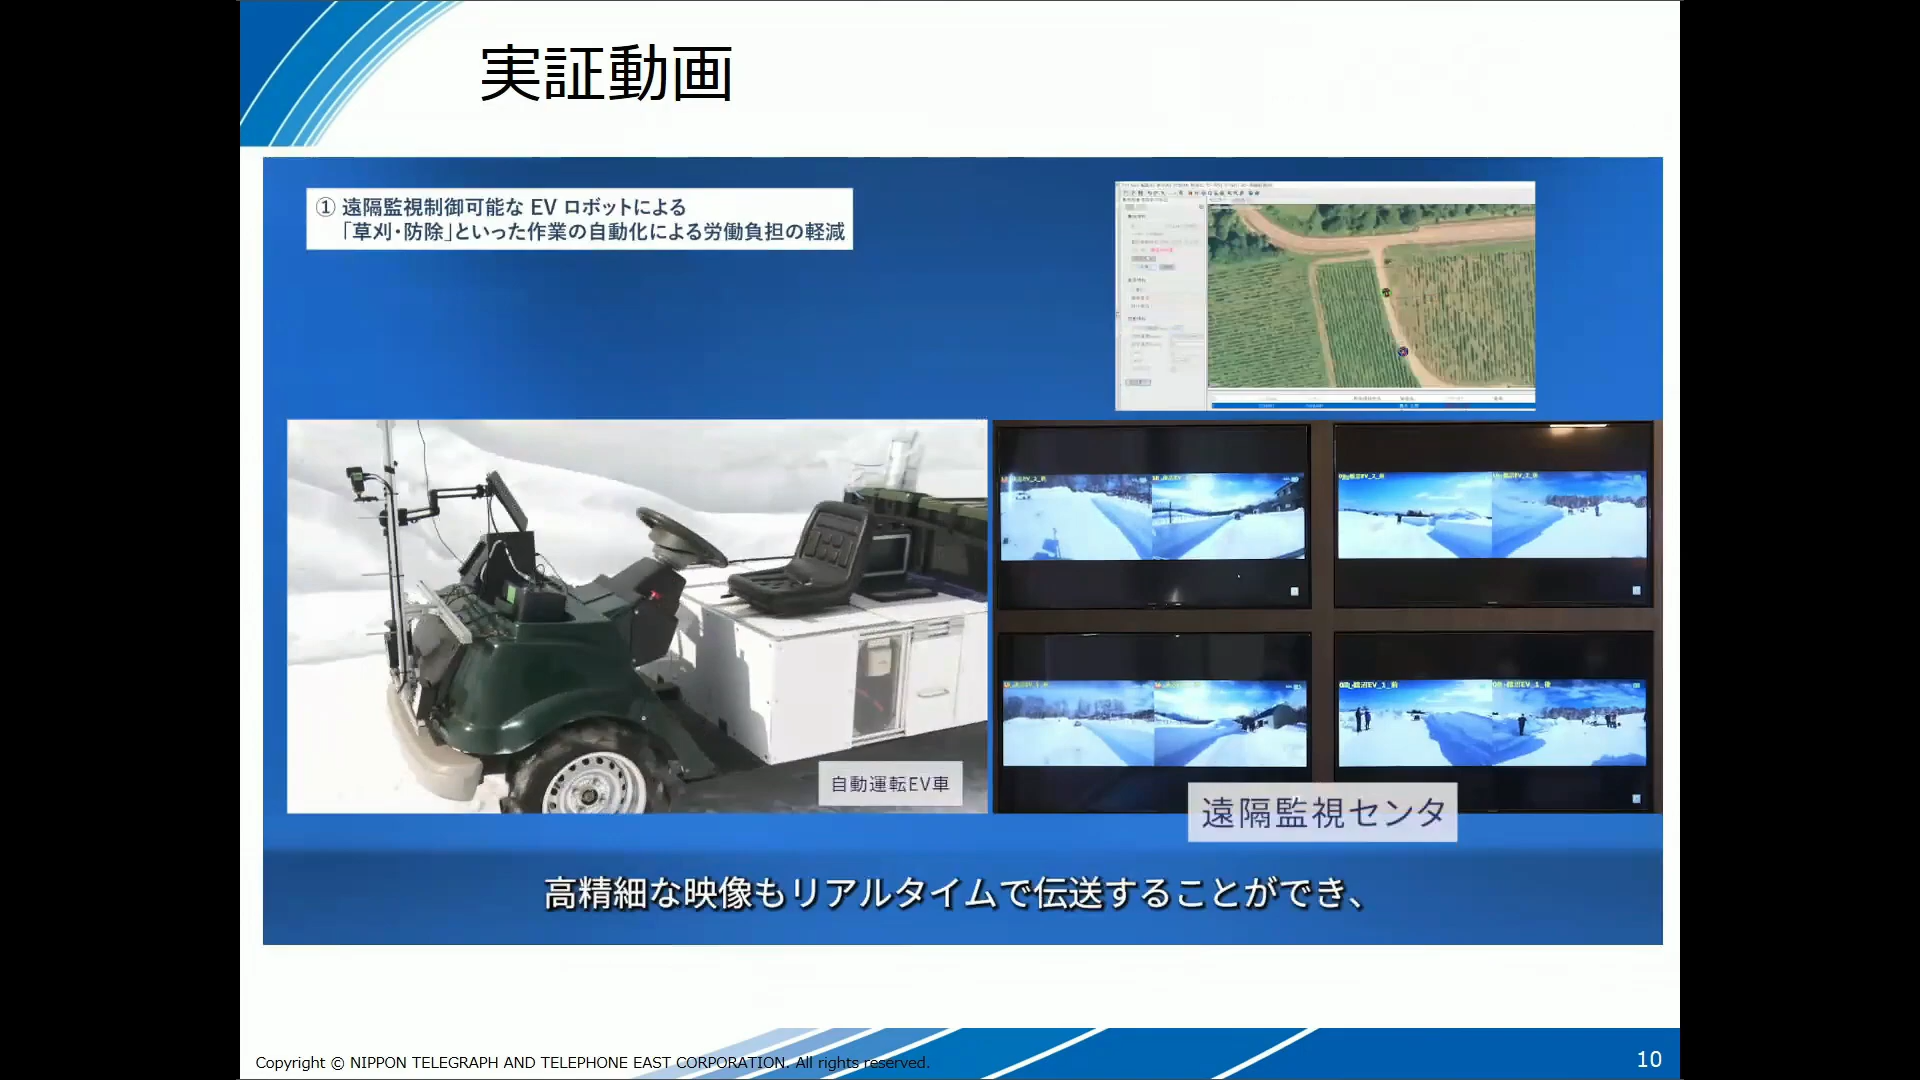 実証動画
① 遠隔監視制御可能な EV ロボットによる
「草刈・防除」といった作業の自動化による労働負担の軽減
自動運転EV車
遠隔監視センタ
高精細な映像もリアルタイムで伝送することができ、
Copyright © NIPPON TELEGRAPH AND TELEPHONE EAST CORPORATION. All rights reserved.
10